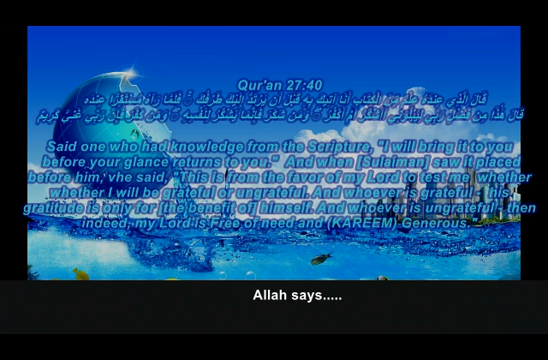 Qur'an 27:40
قَالَ الَّذِي عِنْدَهُ عِلْمٌ مِنَ الْكِتَابِ أَنَا آتِيكَ بِهِ قَبْلَ أَنْ يَرْتَدَّ إِلَيْكَ طَرْفُكَ ۚ فَلَمَّا رَآهُ مُسْتَقِرًّا عِنْدَهُ
قَالَ هَٰذَا مِنْ فَضْلِ رَبِّي لِيَبْلُوَنِي أَأَشْكُرُ أَمْ أَكْفُرُ ۖ وَمَنْ شَكَرَ فَإِنَّمَا يَشْكُرُ لِنَفْسِهِ ۖ وَمَنْ كَفَرَ فَإِنَّ رَبِّي غَنِيٌّ كَرِيمٌ
Said one who had knowledge from the Scripture, "I will bring it to you
before your glance returns to you." And when [Sulaiman] saw it placed
before him, vhe said, "This is from the favor of my Lord to test me whether
whether I will be grateful or ungrateful. And whoever is grateful - his
gratitude is only for the benefit of himself. And whoever is ungrateful - then
indeed, my Lord is Free of need and (KAREEM) Generous."
Allah says.....